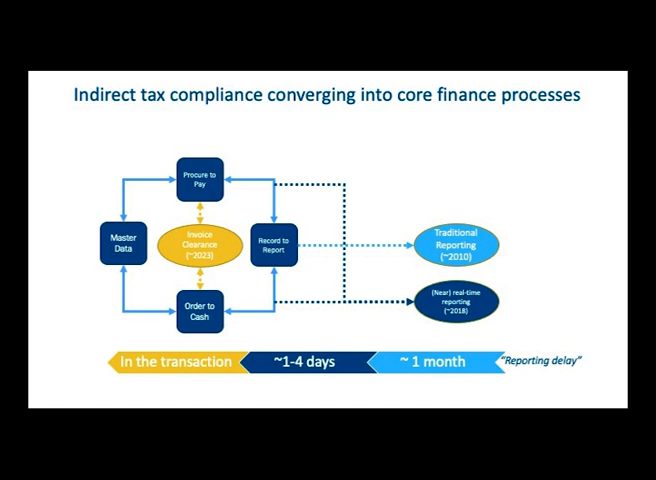 Indirect tax compliance converging into core finance processes
Procure to
Pay
Master
Data
Invoice
Clearance
(~2023)
Record to
Report
Traditional
Reporting
(~2010)
Order to
Cash
(Near) real-time
reporting
(~2018)
In the transaction
~1-4 days
~ 1 month
"Reporting delay"